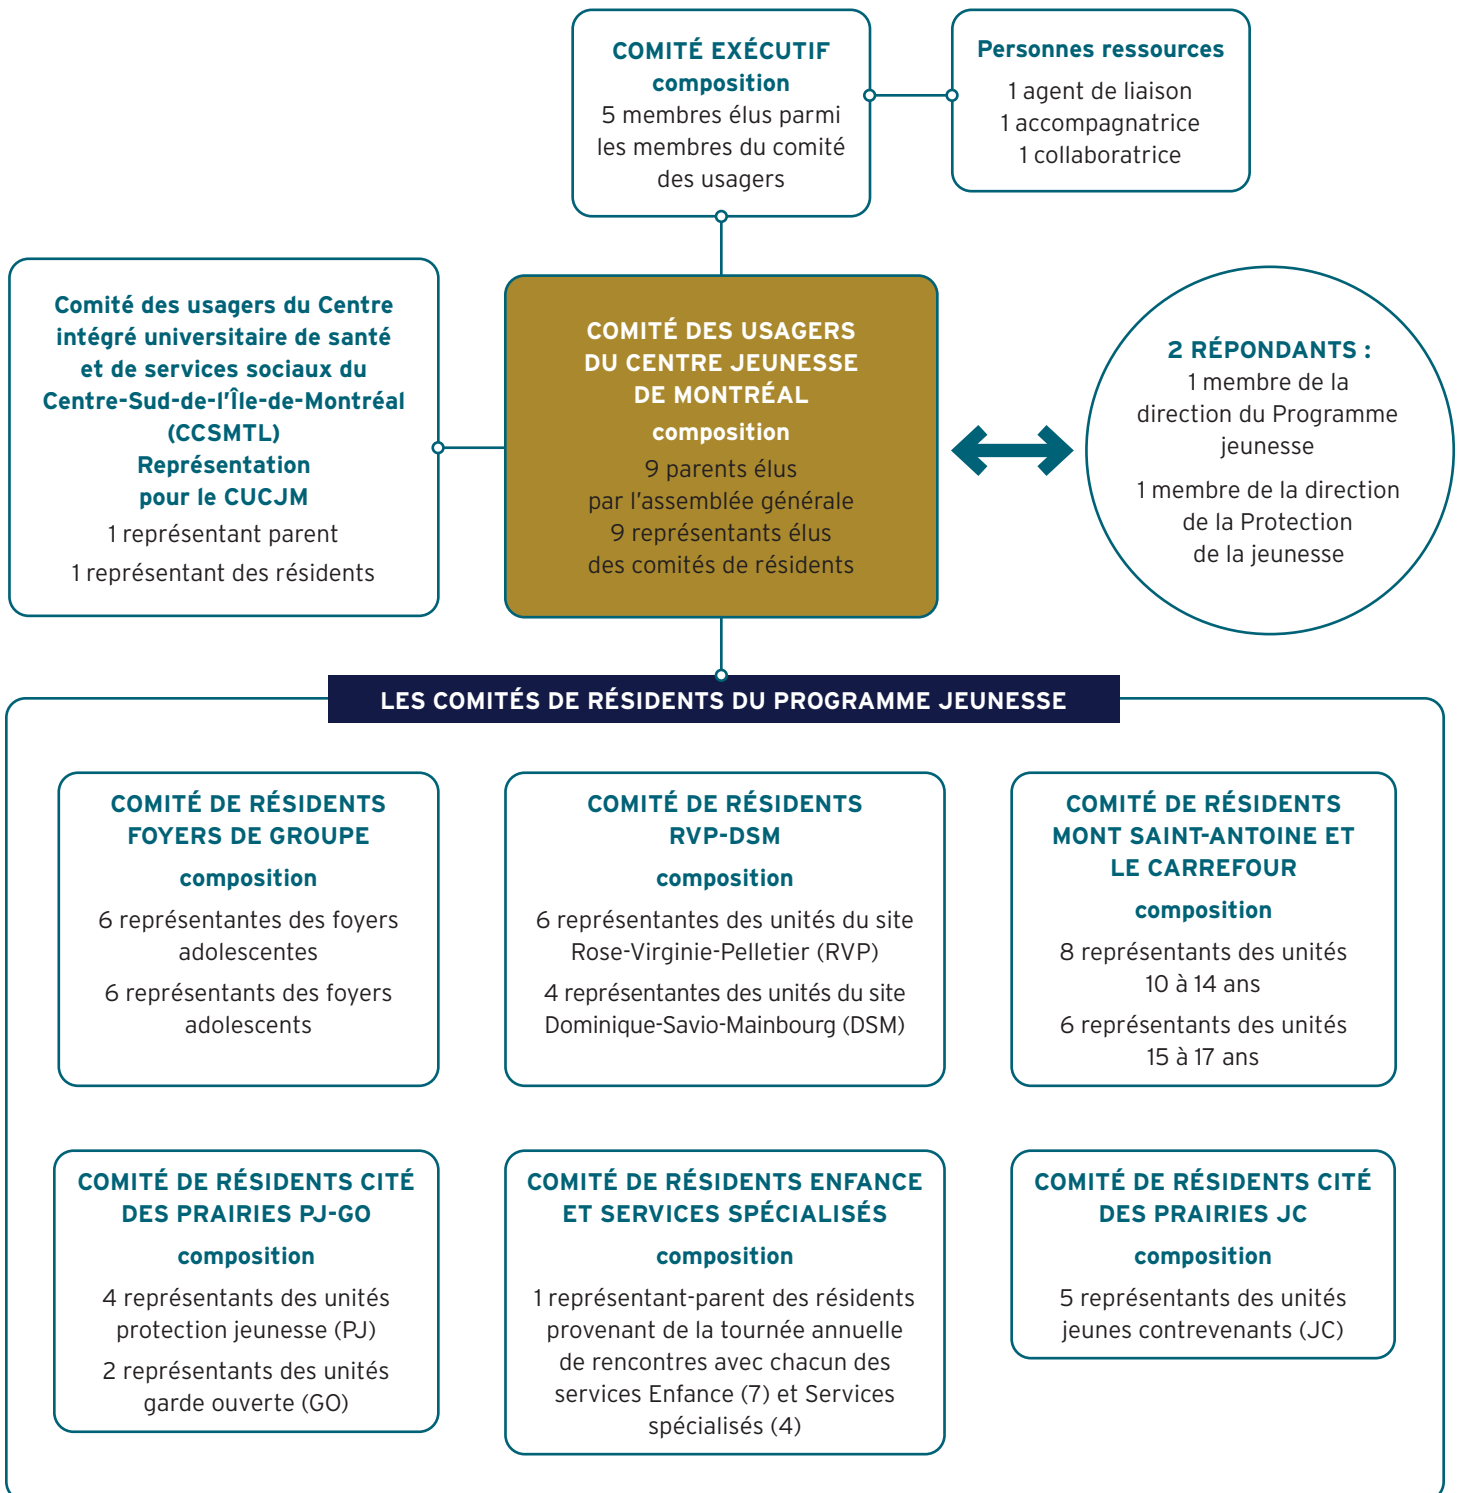 COMITÉ EXÉCUTIF
composition
5 membres élus parmi
les membres du comité
des usagers
Personnes ressources
1 agent de liaison
1 accompagnatrice
1 collaboratrice
Comité des usagers du Centre
intégré universitaire de santé
et de services sociaux du
Centre-Sud-de-l'Île-de-Montréal
(CCSMTL)
Représentation
pour le CUCJM
1 représentant parent
1 représentant des résidents
COMITÉ DES USAGERS
DU CENTRE JEUNESSE
DE MONTRÉAL
composition
9 parents élus
par l'assemblée générale
9 représentants élus
des comités de résidents
2 RÉPONDANTS :
1 membre de la
direction du Programme
jeunesse
1 membre de la direction
de la Protection
de la jeunesse
LES COMITÉS DE RÉSIDENTS DU PROGRAMME JEUNESSE
COMITÉ DE RÉSIDENTS
FOYERS DE GROUPE
composition
6 représentantes des foyers
adolescentes
6 représentants des foyers
adolescents
COMITÉ DE RÉSIDENTS
RVP-DSM
composition
6 représentantes des unités du site
Rose-Virginie-Pelletier (RVP)
4 représentantes des unités du site
Dominique-Savio-Mainbourg (DSM)
COMITÉ DE RÉSIDENTS
MONT SAINT-ANTOINE ET
LE CARREFOUR
composition
8 représentants des unités
10 à 14 ans
6 représentants des unités
15 à 17 ans
COMITÉ DE RÉSIDENTS CITÉ
DES PRAIRIES PJ-GO
composition
4 représentants des unités
protection jeunesse (PJ)
2 représentants des unités
garde ouverte (GO)
COMITÉ DE RÉSIDENTS ENFANCE
ET SERVICES SPÉCIALISÉS
composition
1 représentant-parent des résidents
provenant de la tournée annuelle
de rencontres avec chacun des
services Enfance (7) et Services
spécialisés (4)
COMITÉ DE RÉSIDENTS CITÉ
DES PRAIRIES JC
composition
5 représentants des unités
jeunes contrevenants (JC)